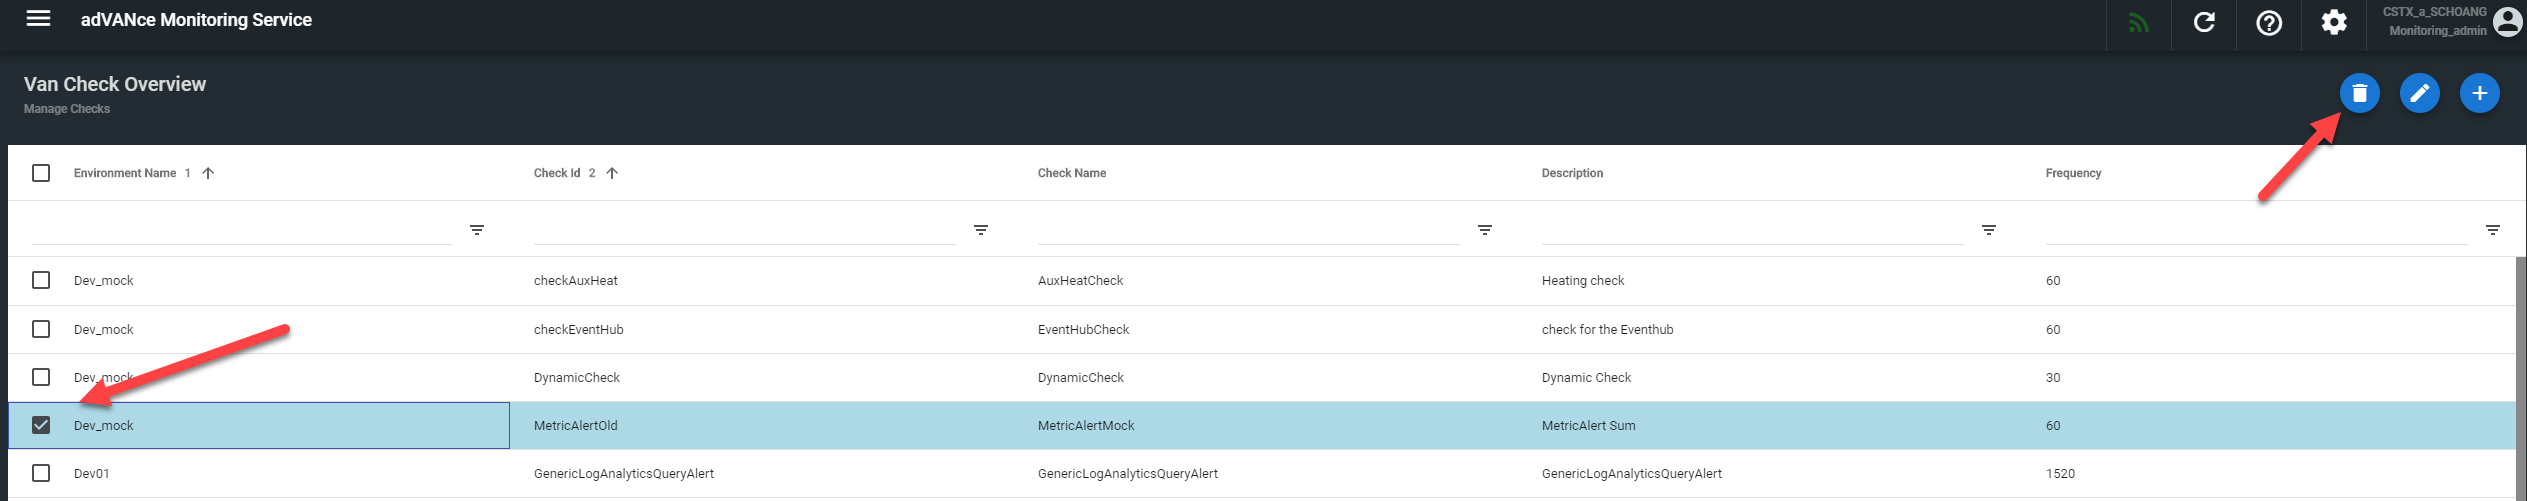 adVANce Monitoring Service
CSTX_a_SCHOANG
Monitoring_admin
Van Check Overview
Manage Checks
Environment Name 1 Check Id 2 Check Name Description Frequency
Dev_mock checkAuxHeat AuxHeatCheck Heating check 60
Dev_mock checkEventHub EventHubCheck check for the Eventhub 60
Dev_mock DynamicCheck DynamicCheck Dynamic Check 30
Dev_mock MetricAlertOld MetricAlertMock MetricAlert Sum 60
Dev01 GenericLogAnalyticsQueryAlert GenericLogAnalyticsQueryAlert GenericLogAnalyticsQueryAlert 1520